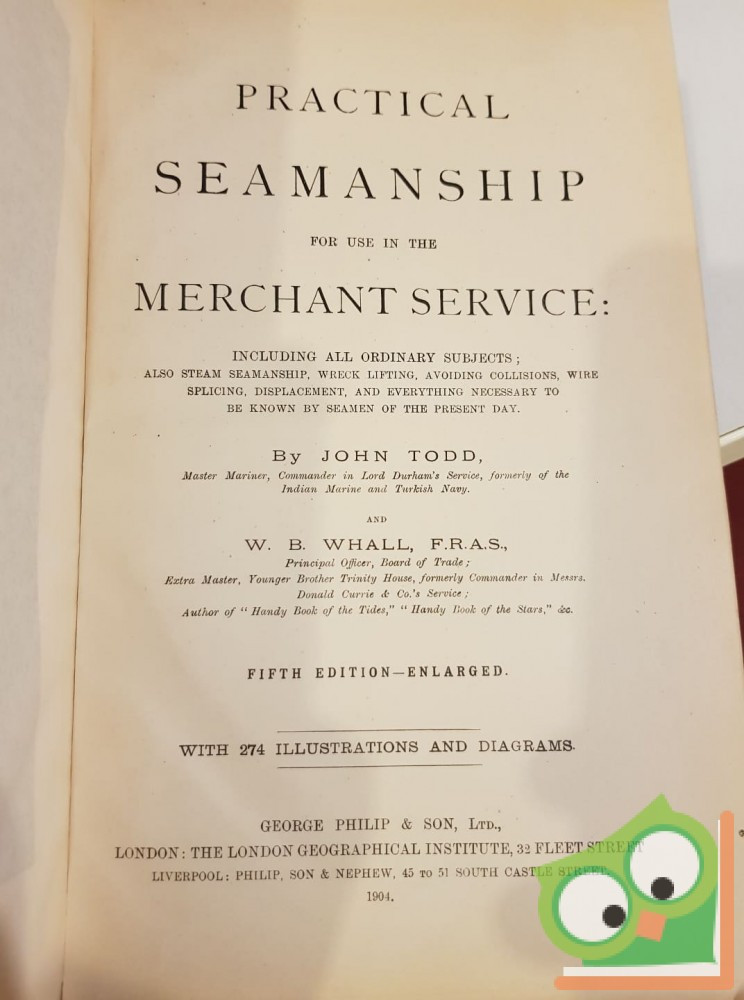 PRACTICAL
SEAMANSHIP
FOR USE IN THE
MERCHANT SERVICE:
INCLUDING ALL ORDINARY SUBJECTS;
ALSO STEAM SEAMANSHIP, WRECK LIFTING, AVOIDING COLLISIONS, WIRE
SPLICING, DISPLACEMENT, AND EVERYTHING NECESSARY TO
BE KNOWN BY SEAMEN OF THE PRESENT DAY.
By JOHN TODD,
Master Mariner, Commander in Lord Durham's Service, formerly of the
Indian Marine and Turkish Navy.
AND
W. B. WHALL, F.R.A.S.,
Principal Officer, Board of Trade;
Extra Master, Younger Brother Trinity House, formerly Commander in Messrs.
Donald Currie & Co.'s Service;
Author of "Handy Book of the Tides," "Handy Book of the Stars," &c.
FIFTH EDITION—ENLARGED.
WITH 274 ILLUSTRATIONS AND DIAGRAMS.
GEORGE PHILIP & SON, LTD.,
LONDON: THE LONDON GEOGRAPHICAL INSTITUTE, 32 FLEET STREET
LIVERPOOL: PHILIP, SON & NEPHEW, 45 TO 51 SOUTH CASTLE STREET.
1904.